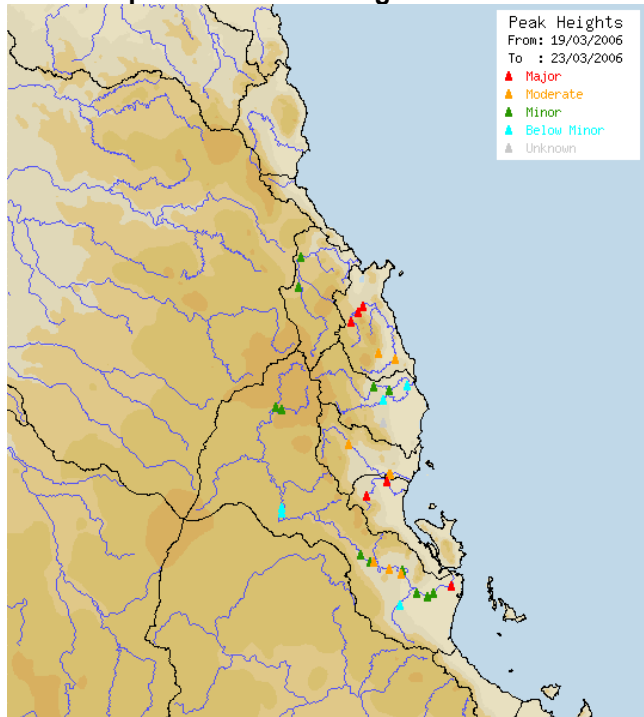 Peak Heights
From: 19/03/2006
To : 23/03/2006
Major
Moderate
Minor
Below Minor
Unknown